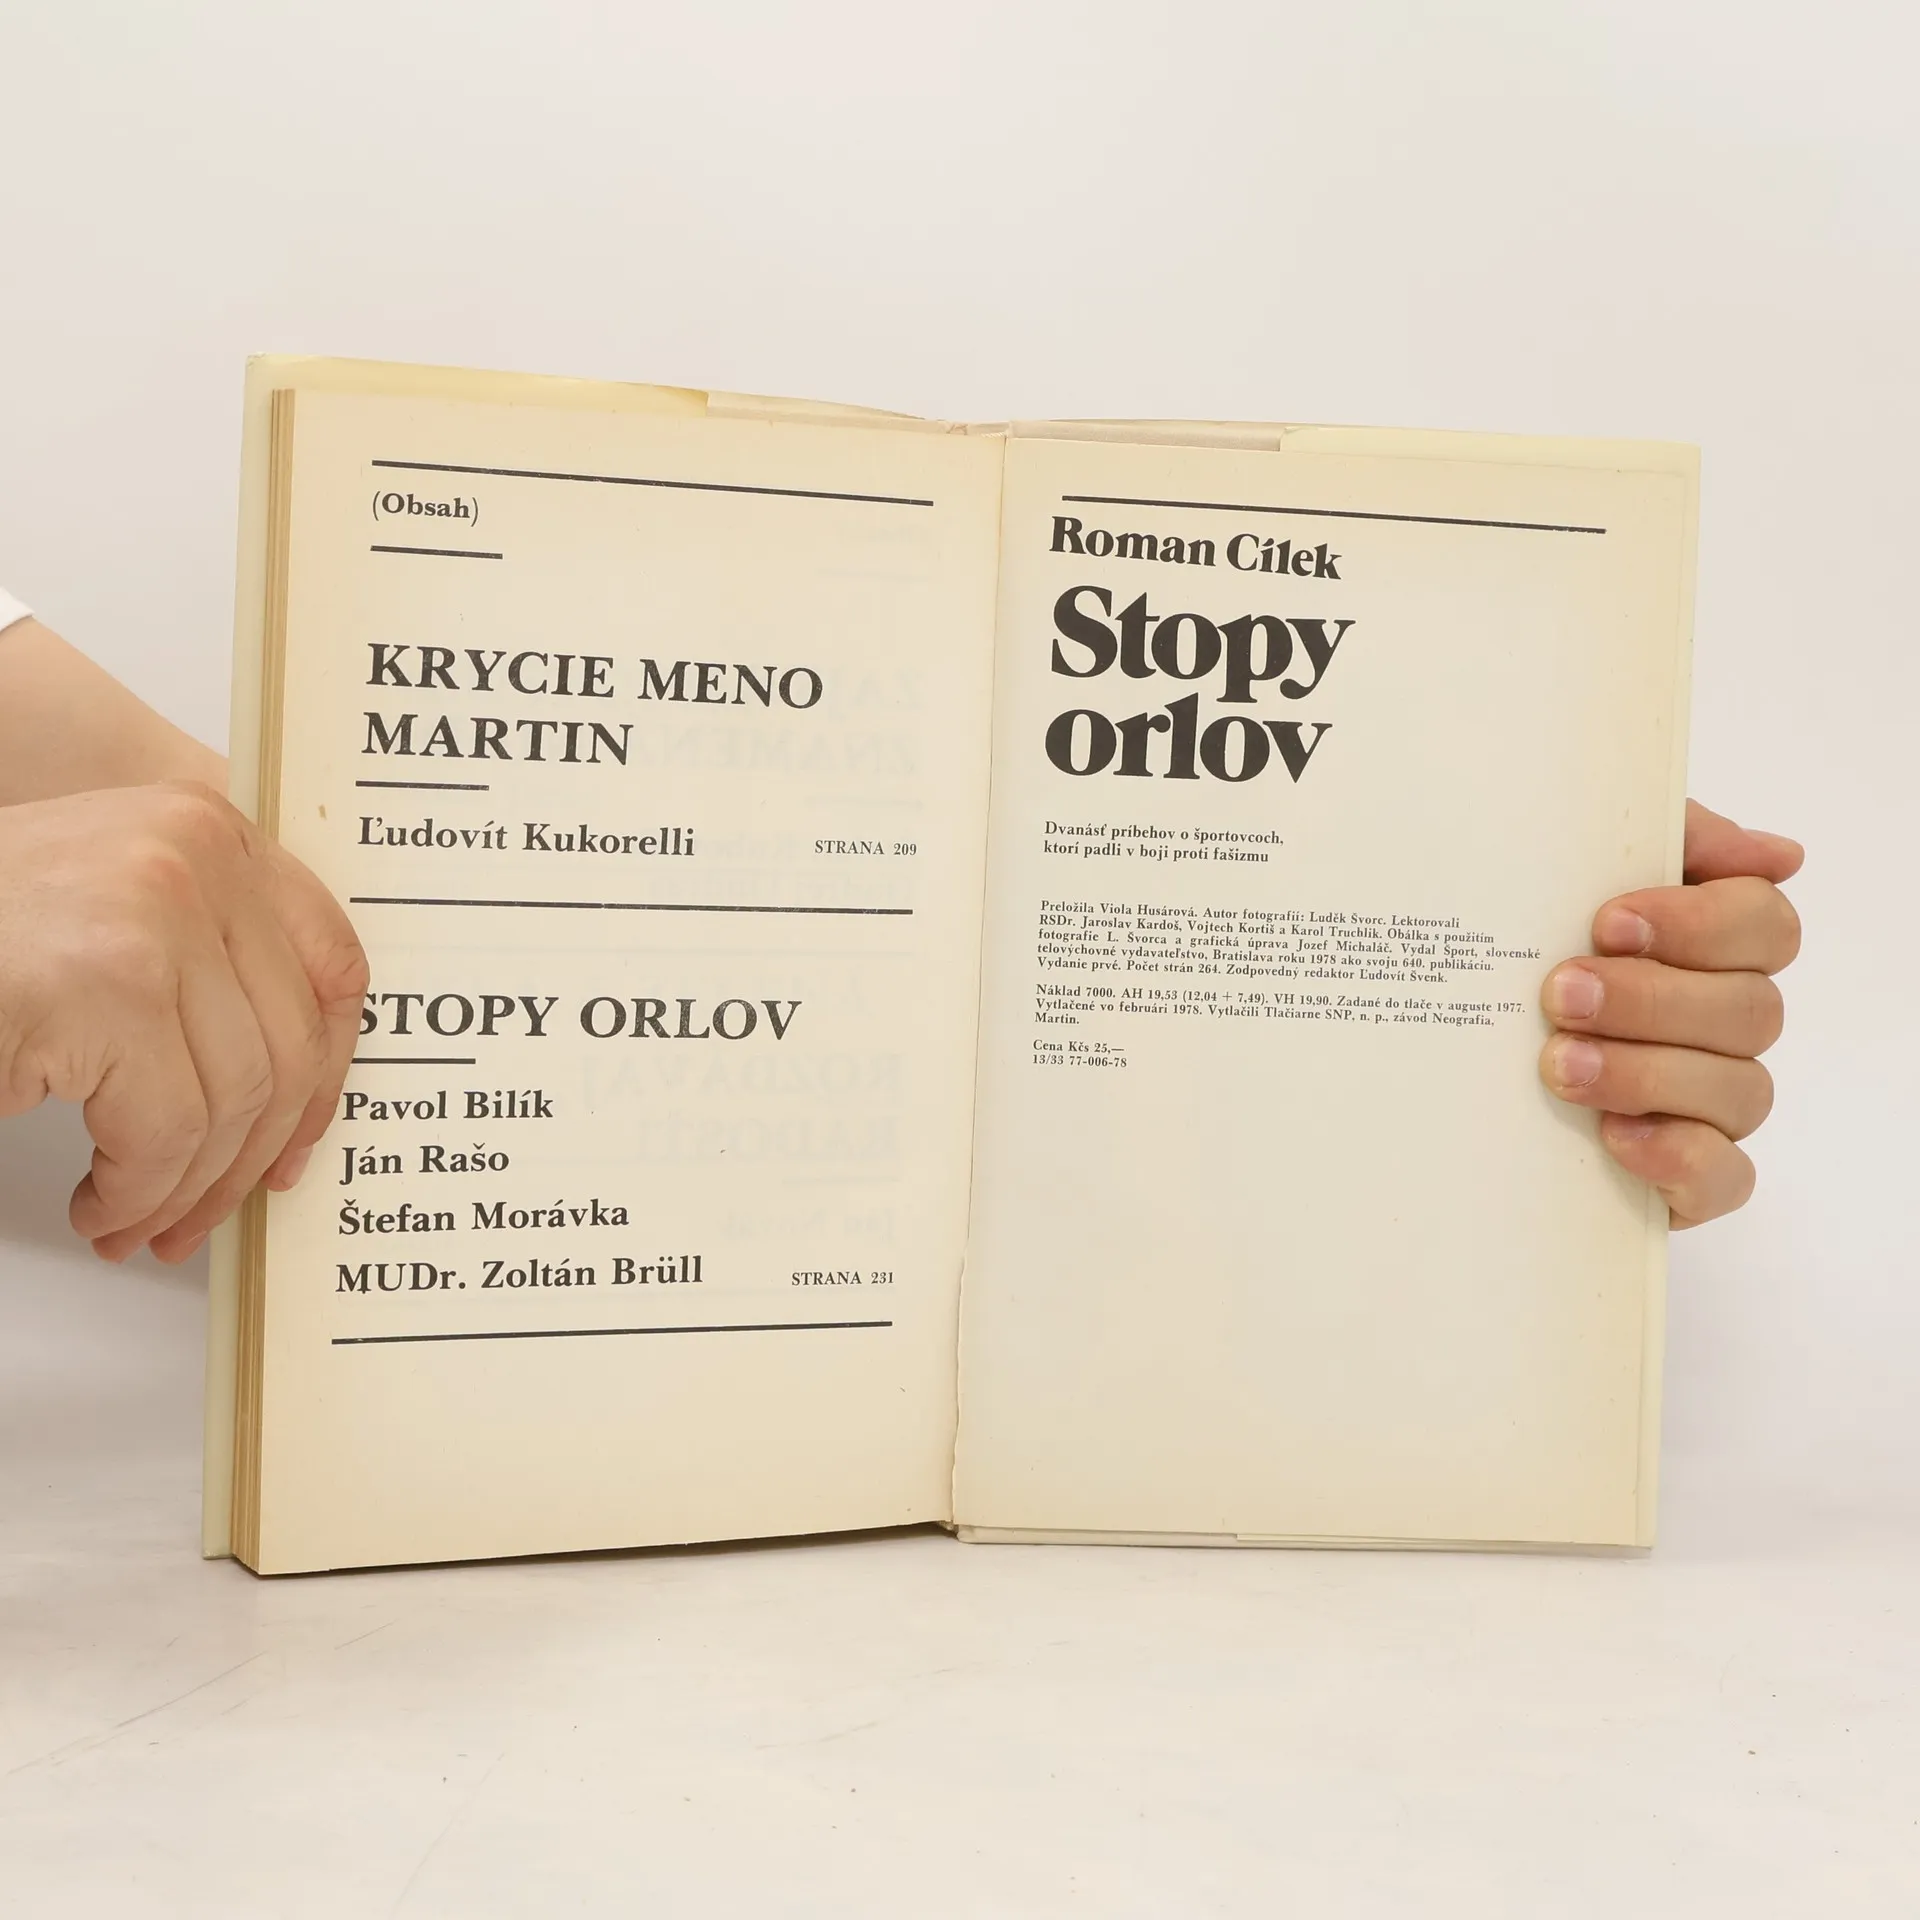 (Obsah)
KRYCIE MENO
MARTIN
Ľudovít Kukorelli
STRANA 209
STOPY ORLOV
Pavol Bilík
Ján Rašo
Štefan Morávka
MUDr. Zoltán Brüll
STRANA 231
Roman Cílek
Stopy
orlov
Dvanásť príbehov o športovcoch,
ktorí padli v boji proti fašizmu
Preložila Viola Husárová. Autor fotografií: Luděk Švorc. Lektorovali
RSDr. Jaroslav Kardoš, Vojtech Kortiš a Karol Truchlik. Obálka s použitím
fotografie L. Švorca a grafická úprava Jozef Michaláč. Vydal Šport, slovenské
telovýchovné vydavateľstvo, Bratislava roku 1978 ako svoju 640. publikáciu.
Vydanie prvé. Počet strán 264. Zodpovedný redaktor Ľudovít Švenk.
Náklad 7000. AH 19,53 (12,04 + 7,49). VH 19,90. Zadané do tlače v auguste 1977.
Vytlačené vo februári 1978. Vytlačili Tlačiarne SNP, n. p., závod Neografia,
Martin.
Cena Kčs 25,—
13/33 77-006-78